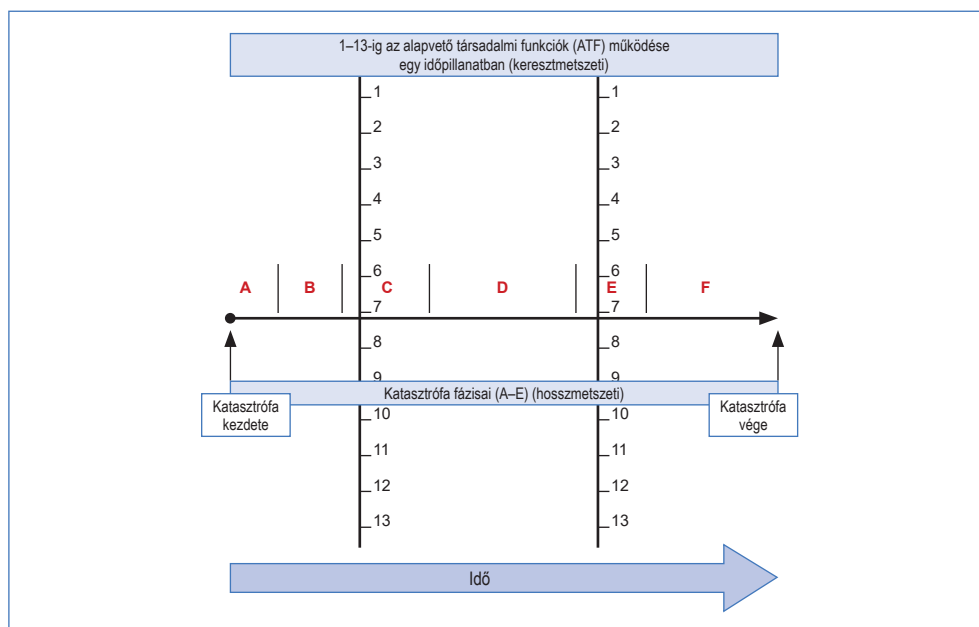 1–13-ig az alapvető társadalmi funkciók (ATF) működése
egy időpillanatban (keresztmetszeti)
1 1
2 2
3 3
4 4
5 5
6 6
A B C D E F
7 7
8 8
9 9
Katasztrófa fázisai (A–E) (hosszmetszeti)
Katasztrófa
kezdete
Katasztrófa
vége
10 10
11 11
12 12
13 13
Idő